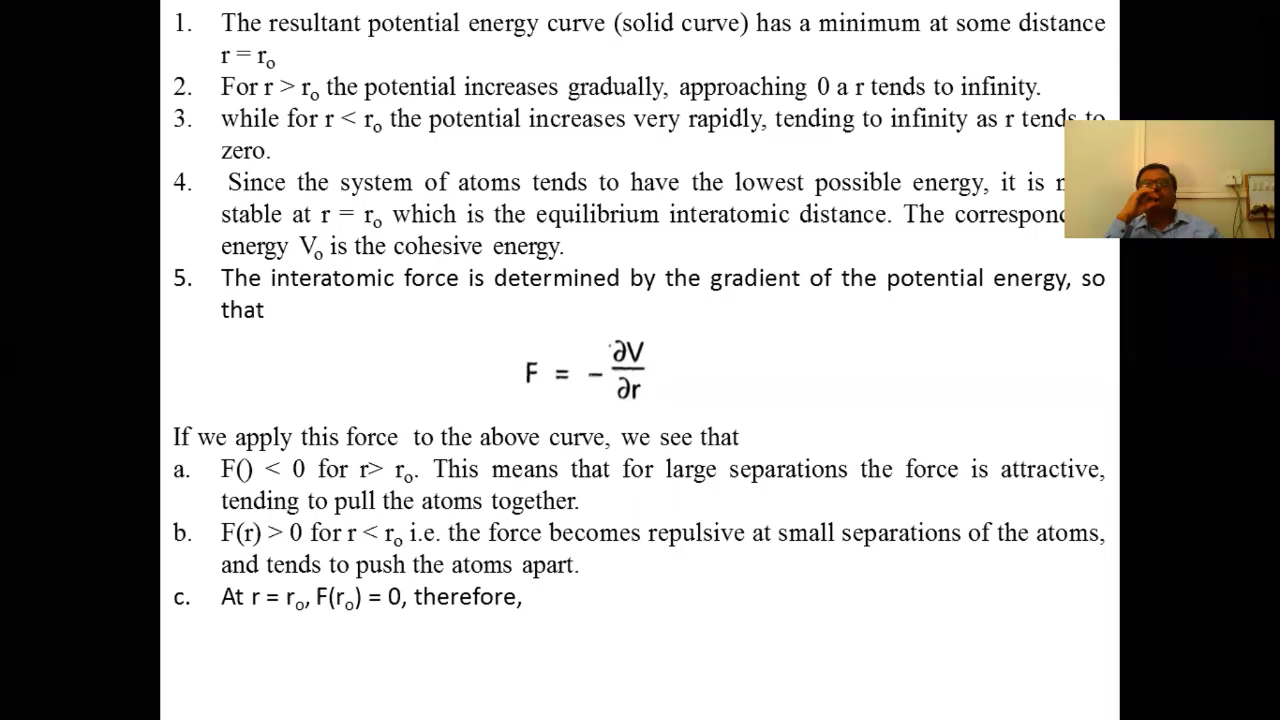 1. The resultant potential energy curve (solid curve) has a minimum at some distance
r = ro
2. For r > ro the potential increases gradually, approaching 0 a r tends to infinity.
3. while for r < ro the potential increases very rapidly, tending to infinity as r tends to
zero.
4. Since the system of atoms tends to have the lowest possible energy, it is
stable at r = ro which is the equilibrium interatomic distance. The
energy Vo is the cohesive energy.
5. The interatomic force is determined by the gradient of the potential energy, so
that
F = - ∂V/∂r
If we apply this force to the above curve, we see that
a. F() < 0 for r> ro. This means that for large separations the force is attractive,
tending to pull the atoms together.
b. F(r) > 0 for r < ro i.e. the force becomes repulsive at small separations of the atoms,
and tends to push the atoms apart.
c. At r = ro, F(ro) = 0, therefore,